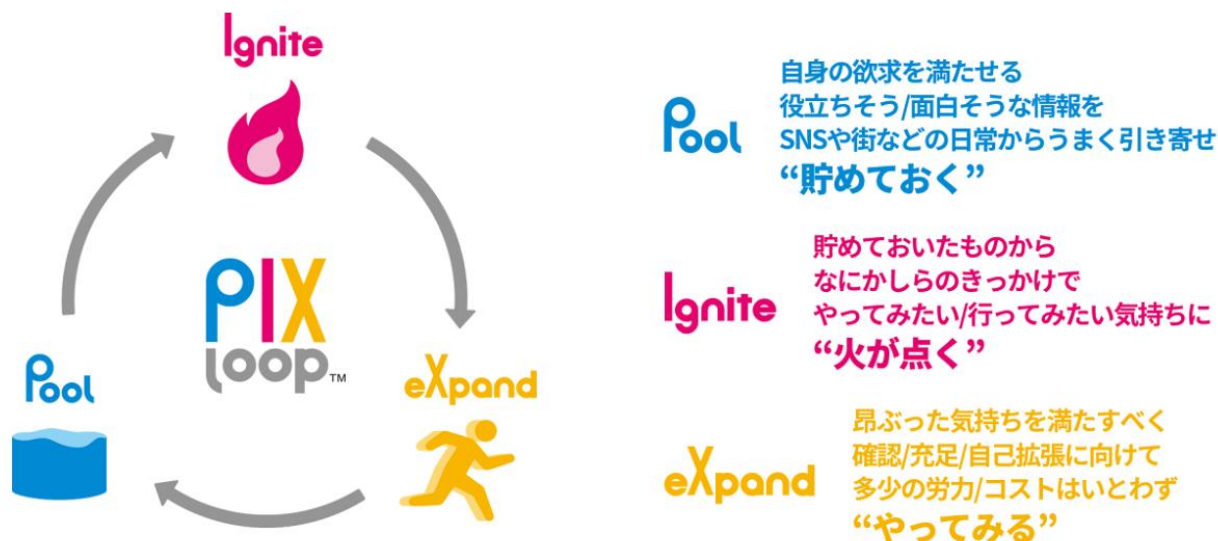 Ignite
PIX
loop™
Pool
eXpand
Pool
自身の欲求を満たせる
役立ちそう/面白そうな情報を
SNSや街などの日常からうまく引き寄せ
“貯めておく”
Ignite
貯めておいたものから
なにかしらのきっかけで
やってみたい/行ってみたい気持ちに
“火が点く”
eXpand
昂ぶった気持ちを満たすべく
確認/充足/自己拡張に向けて
多少の労力/コストはいとわず
“やってみる”